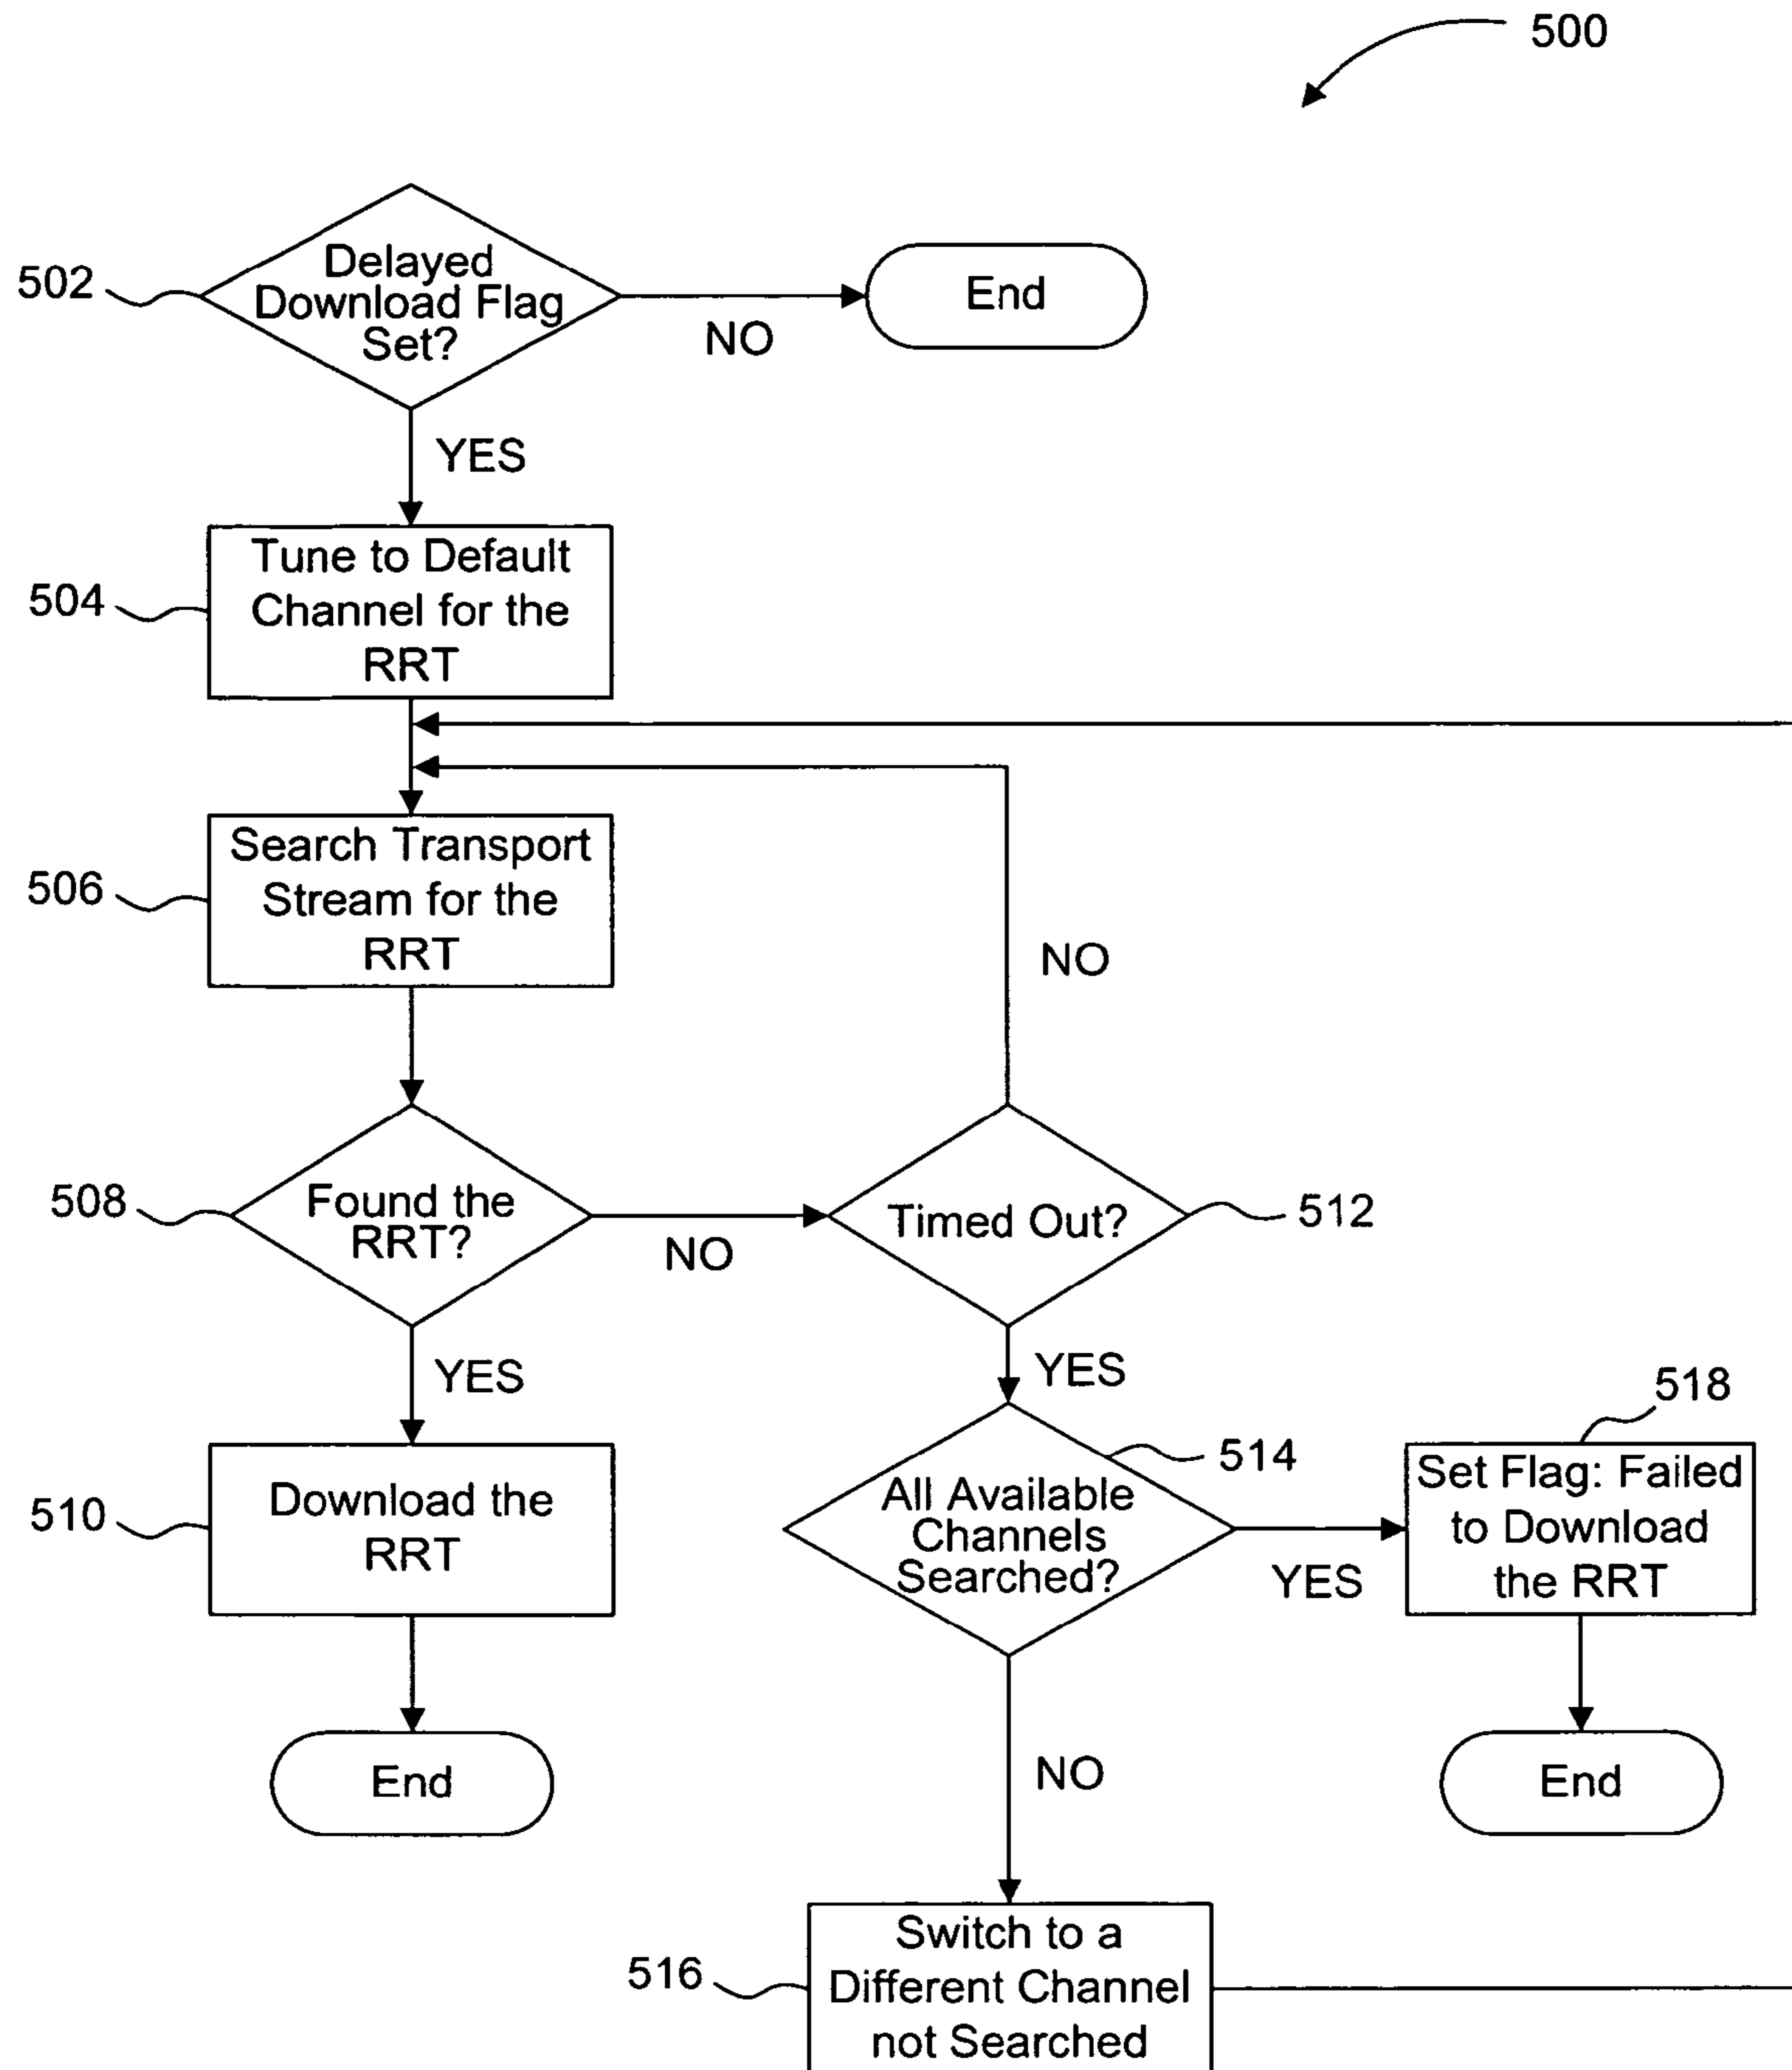 500
502
Delayed
Download Flag
Set?
NO
End
YES
504
Tune to Default
Channel for the
RRT
506
Search Transport
Stream for the
RRT
NO
508
Found the
RRT?
NO
Timed Out?
512
YES
YES
510
Download the
RRT
514
All Available
Channels
Searched?
YES
518
Set Flag: Failed
to Download
the RRT
End
NO
End
516
Switch to a
Different Channel
not Searched